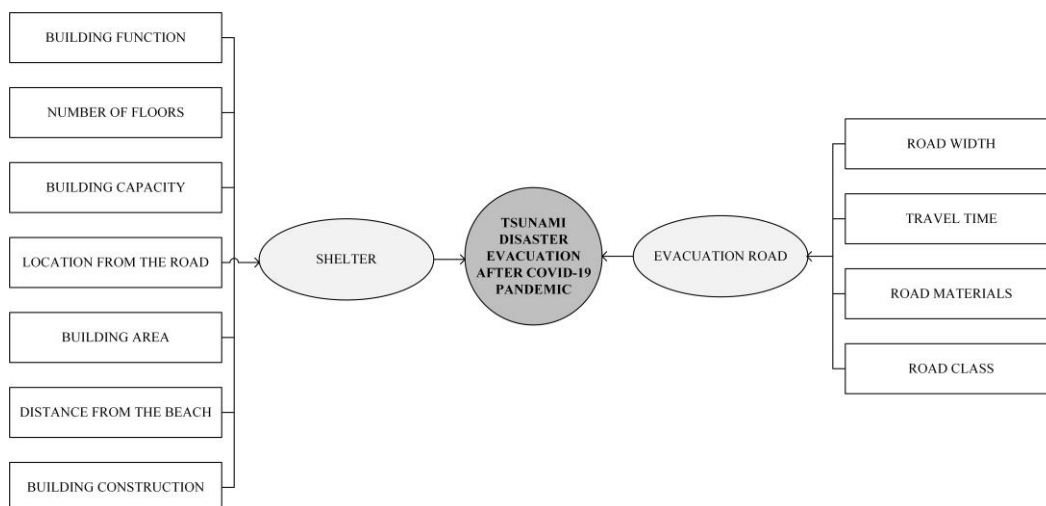 BUILDING FUNCTION
NUMBER OF FLOORS
BUILDING CAPACITY
LOCATION FROM THE ROAD
BUILDING AREA
DISTANCE FROM THE BEACH
BUILDING CONSTRUCTION
SHELTER
TSUNAMI
DISASTER
EVACUATION
AFTER COVID-19
PANDEMIC
EVACUATION ROAD
ROAD WIDTH
TRAVEL TIME
ROAD MATERIALS
ROAD CLASS